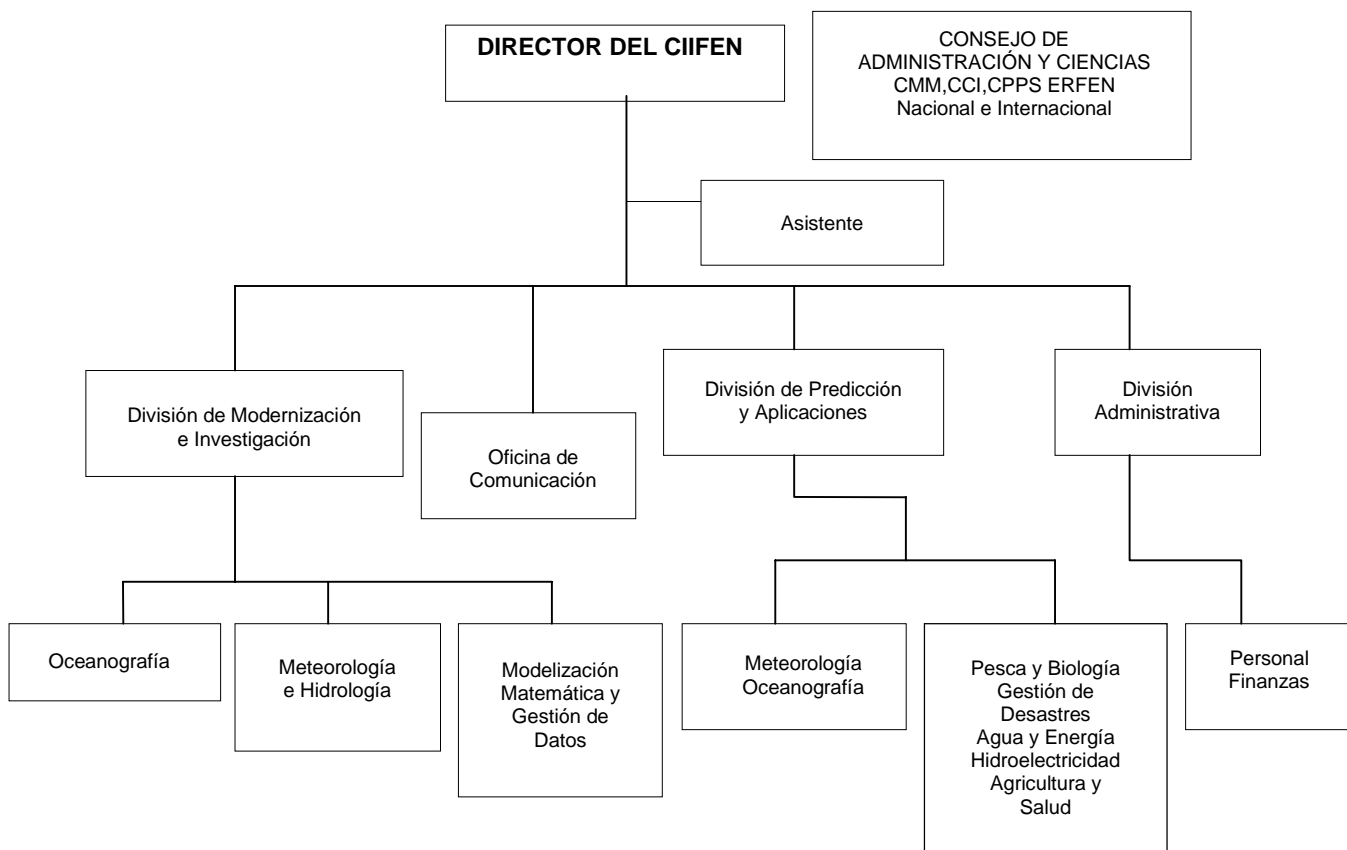 DIRECTOR DEL CIIFEN
CONSEJO DE
ADMINISTRACIÓN Y CIENCIAS
CMM,CCI,CPPS ERFEN
Nacional e Internacional
Asistente
División de Modernización
e Investigación
Oficina de
Comunicación
División de Predicción
y Aplicaciones
División
Administrativa
Oceanografía
Meteorología
e Hidrología
Modelización
Matemática y
Gestión de
Datos
Meteorología
Oceanografía
Pesca y Biología
Gestión de
Desastres
Agua y Energía
Hidroelectricidad
Agricultura y
Salud
Personal
Finanzas